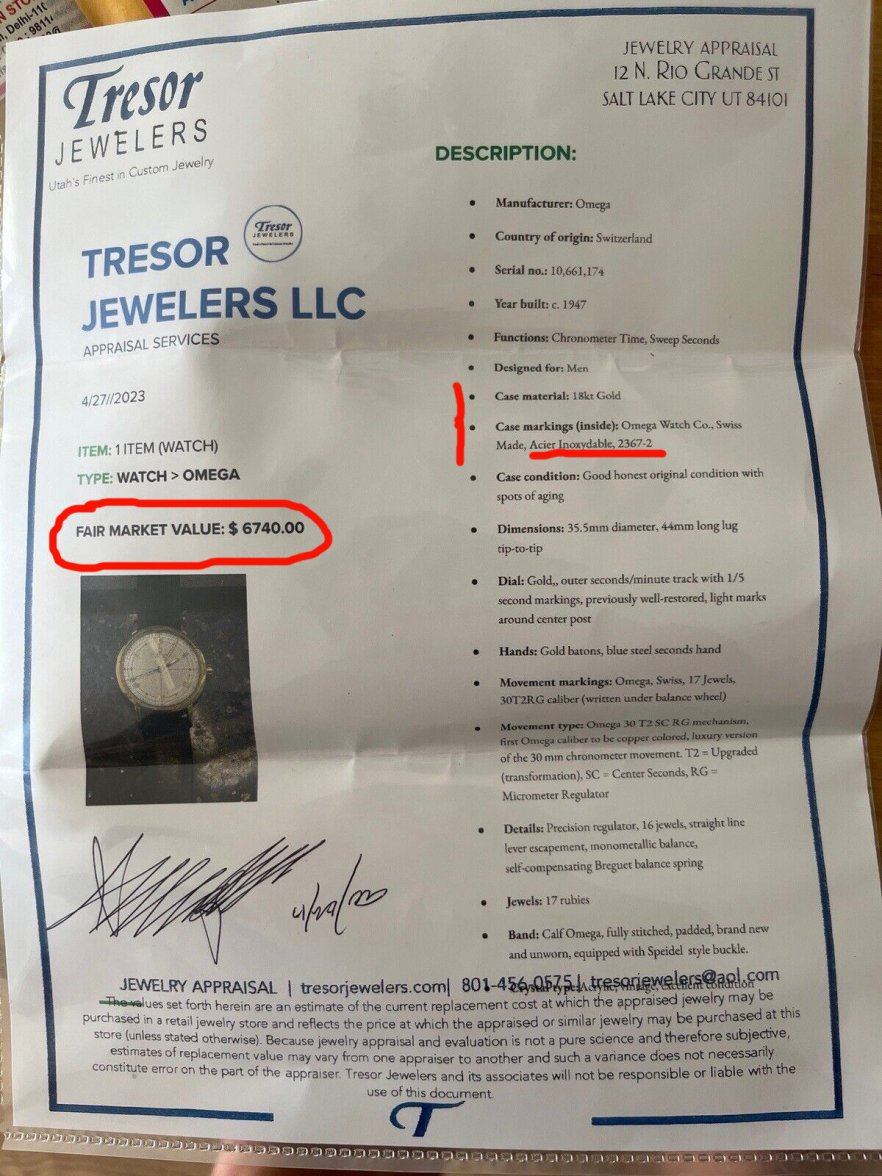 , Delhi-11
: 9811
Tresor
JEWELERS
Utah's Finest in Custom Jewelry
JEWELRY APPRAISAL
12 N. RIO GRANDE ST
SALT LAKE CITY UT 84101
TRESOR
JEWELERS LLC
Tresor
JEWELERS
APPRAISAL SERVICES
4/27//2023
ITEM: 1 ITEM (WATCH)
TYPE: WATCH > OMEGA
FAIR MARKET VALUE: $ 6740.00
DESCRIPTION:
• Manufacturer: Omega
• Country of origin: Switzerland
• Serial no.: 10,661,174
• Year built: c. 1947
• Functions: Chronometer Time, Sweep Seconds
• Designed for: Men
• Case material: 18kt Gold
• Case markings (inside): Omega Watch Co., Swiss
Made, Acier Inoxydable, 2367-2
• Case condition: Good honest original condition with
spots of aging
• Dimensions: 35.5mm diameter, 44mm long lug
tip-to-tip
• Dial: Gold,, outer seconds/minute track with 1/5
second markings, previously well-restored, light marks
around center post
• Hands: Gold batons, blue steel seconds hand
• Movement markings: Omega, Swiss, 17 Jewels,
30T2RG caliber (written under balance wheel)
• Movement type: Omega 30 T2 SC RG mechanism,
first Omega caliber to be copper colored, luxury version
of the 30 mm chronometer movement. T2 = Upgraded
(transformation), SC = Center Seconds, RG =
Micrometer Regulator
• Details: Precision regulator, 16 jewels, straight line
lever escapement, monometallic balance,
self-compensating Breguet balance spring
• Jewels: 17 rubies
• Band: Calf Omega, fully stitched, padded, brand new
and unworn, equipped with Speidel style buckle.
• Crystal type: Acrylic, vintage, excellent condition
JEWELRY APPRAISAL | tresorjewelers.com| 801-456-0575 | tresorjewelers@aol.com
The values set forth herein are an estimate of the current replacement cost at which the appraised jewelry may be
purchased in a retail jewelry store and reflects the price at which the appraised or similar jewelry may be purchased at this
store (unless stated otherwise). Because jewelry appraisal and evaluation is not a pure science and therefore subjective,
estimates of replacement value may vary from one appraiser to another and such a variance does not necessarily
constitute error on the part of the appraiser. Tresor Jewelers and its associates will not be responsible or liable with the
use of this document.
T